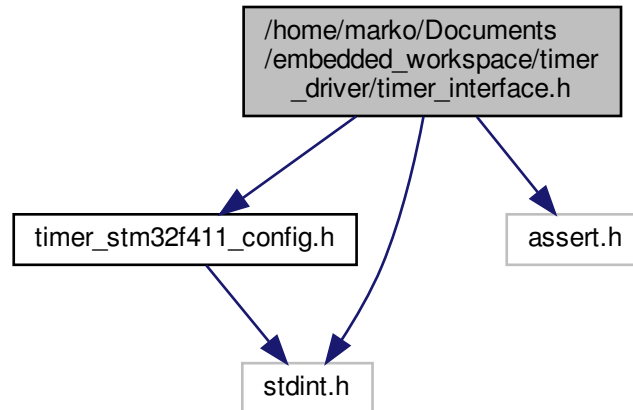 /home/marko/Documents
/embedded_workspace/timer
_driver/timer_interface.h
timer_stm32f411_config.h
assert.h
stdint.h